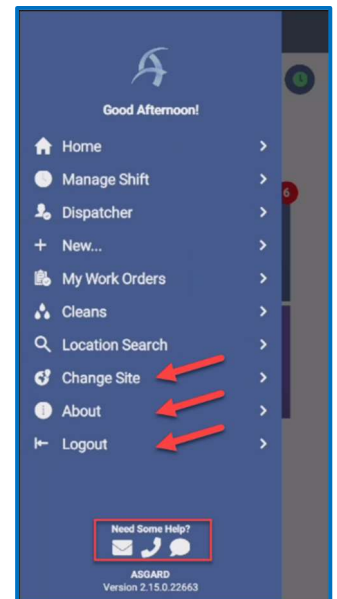 Good Afternoon!
Home
Manage Shift
6
Dispatcher
+ New...
My Work Orders
Cleans
Location Search
Change Site
About
Logout
Need Some Help?
ASGARD
Version 2.15.0.22663